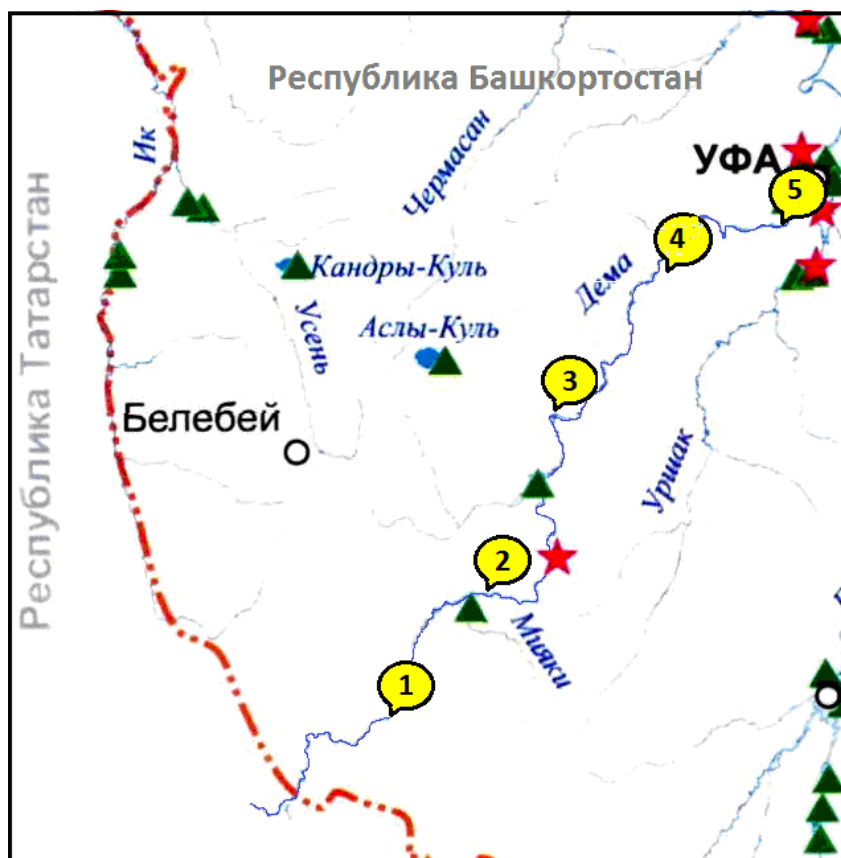 Республика Башкортостан
Ик
Чермасан
УФА
5
4
Кандры-Куль
Дема
Усень
Аслы-Куль
3
Белебей
Уршак
2
Мияки
1
Республика Татарстан